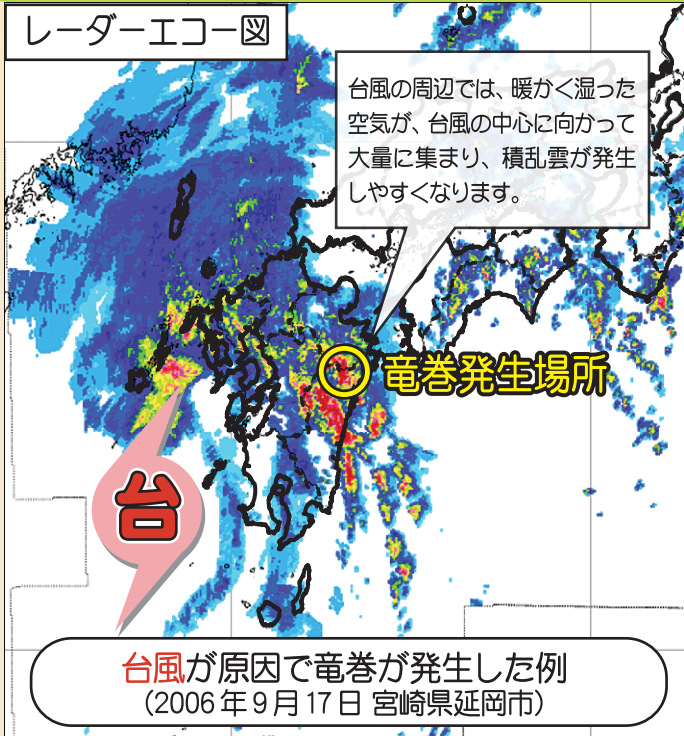 レーダーエコー図
台風の周辺では、暖かく湿った
空気が、台風の中心に向かって
大量に集まり、積乱雲が発生
しやすくなります。
竜巻発生場所
台
台風が原因で竜巻が発生した例
（2006年9月17日 宮崎県延岡市）